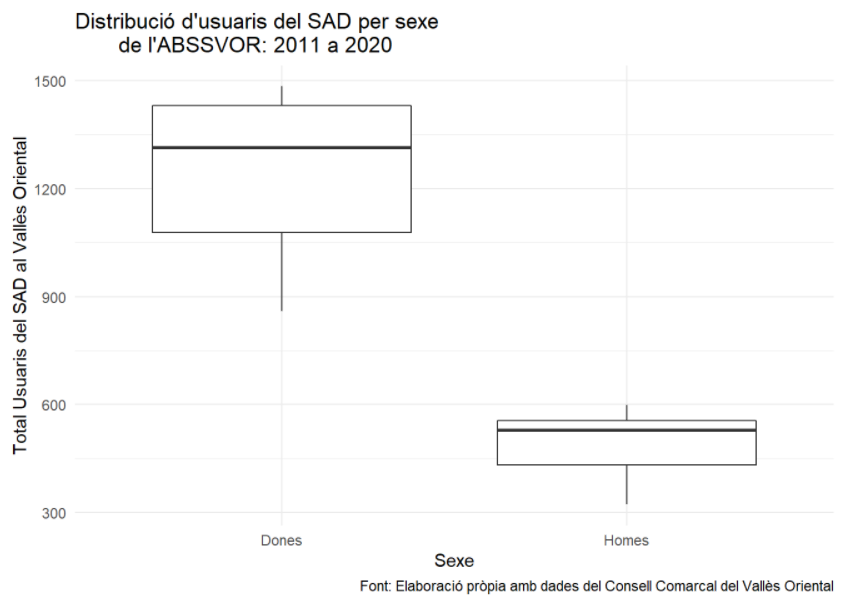 Distribució d'usuaris del SAD per sexe
de l'ABSSVOR: 2011 a 2020
Total Usuaris del SAD al Vallès Oriental
1500
1200
900
600
300
Dones
Homes
Sexe
Font: Elaboració pròpia amb dades del Consell Comarcal del Vallès Oriental